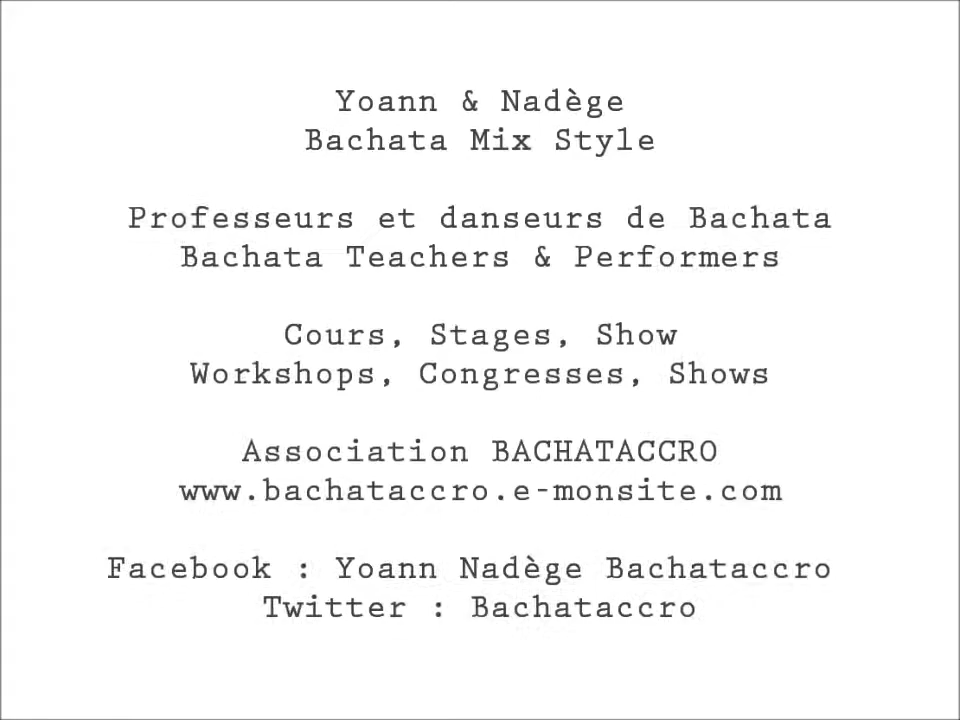 Yoann & Nadège
Bachata Mix Style
Professeurs et danseurs de Bachata
Bachata Teachers & Performers
Cours, Stages, Show
Workshops, Congresses, Shows
Association BACHATACCRO
www.bachataccro.e-monsite.com
Facebook : Yoann Nadège Bachataccro
Twitter : Bachataccro